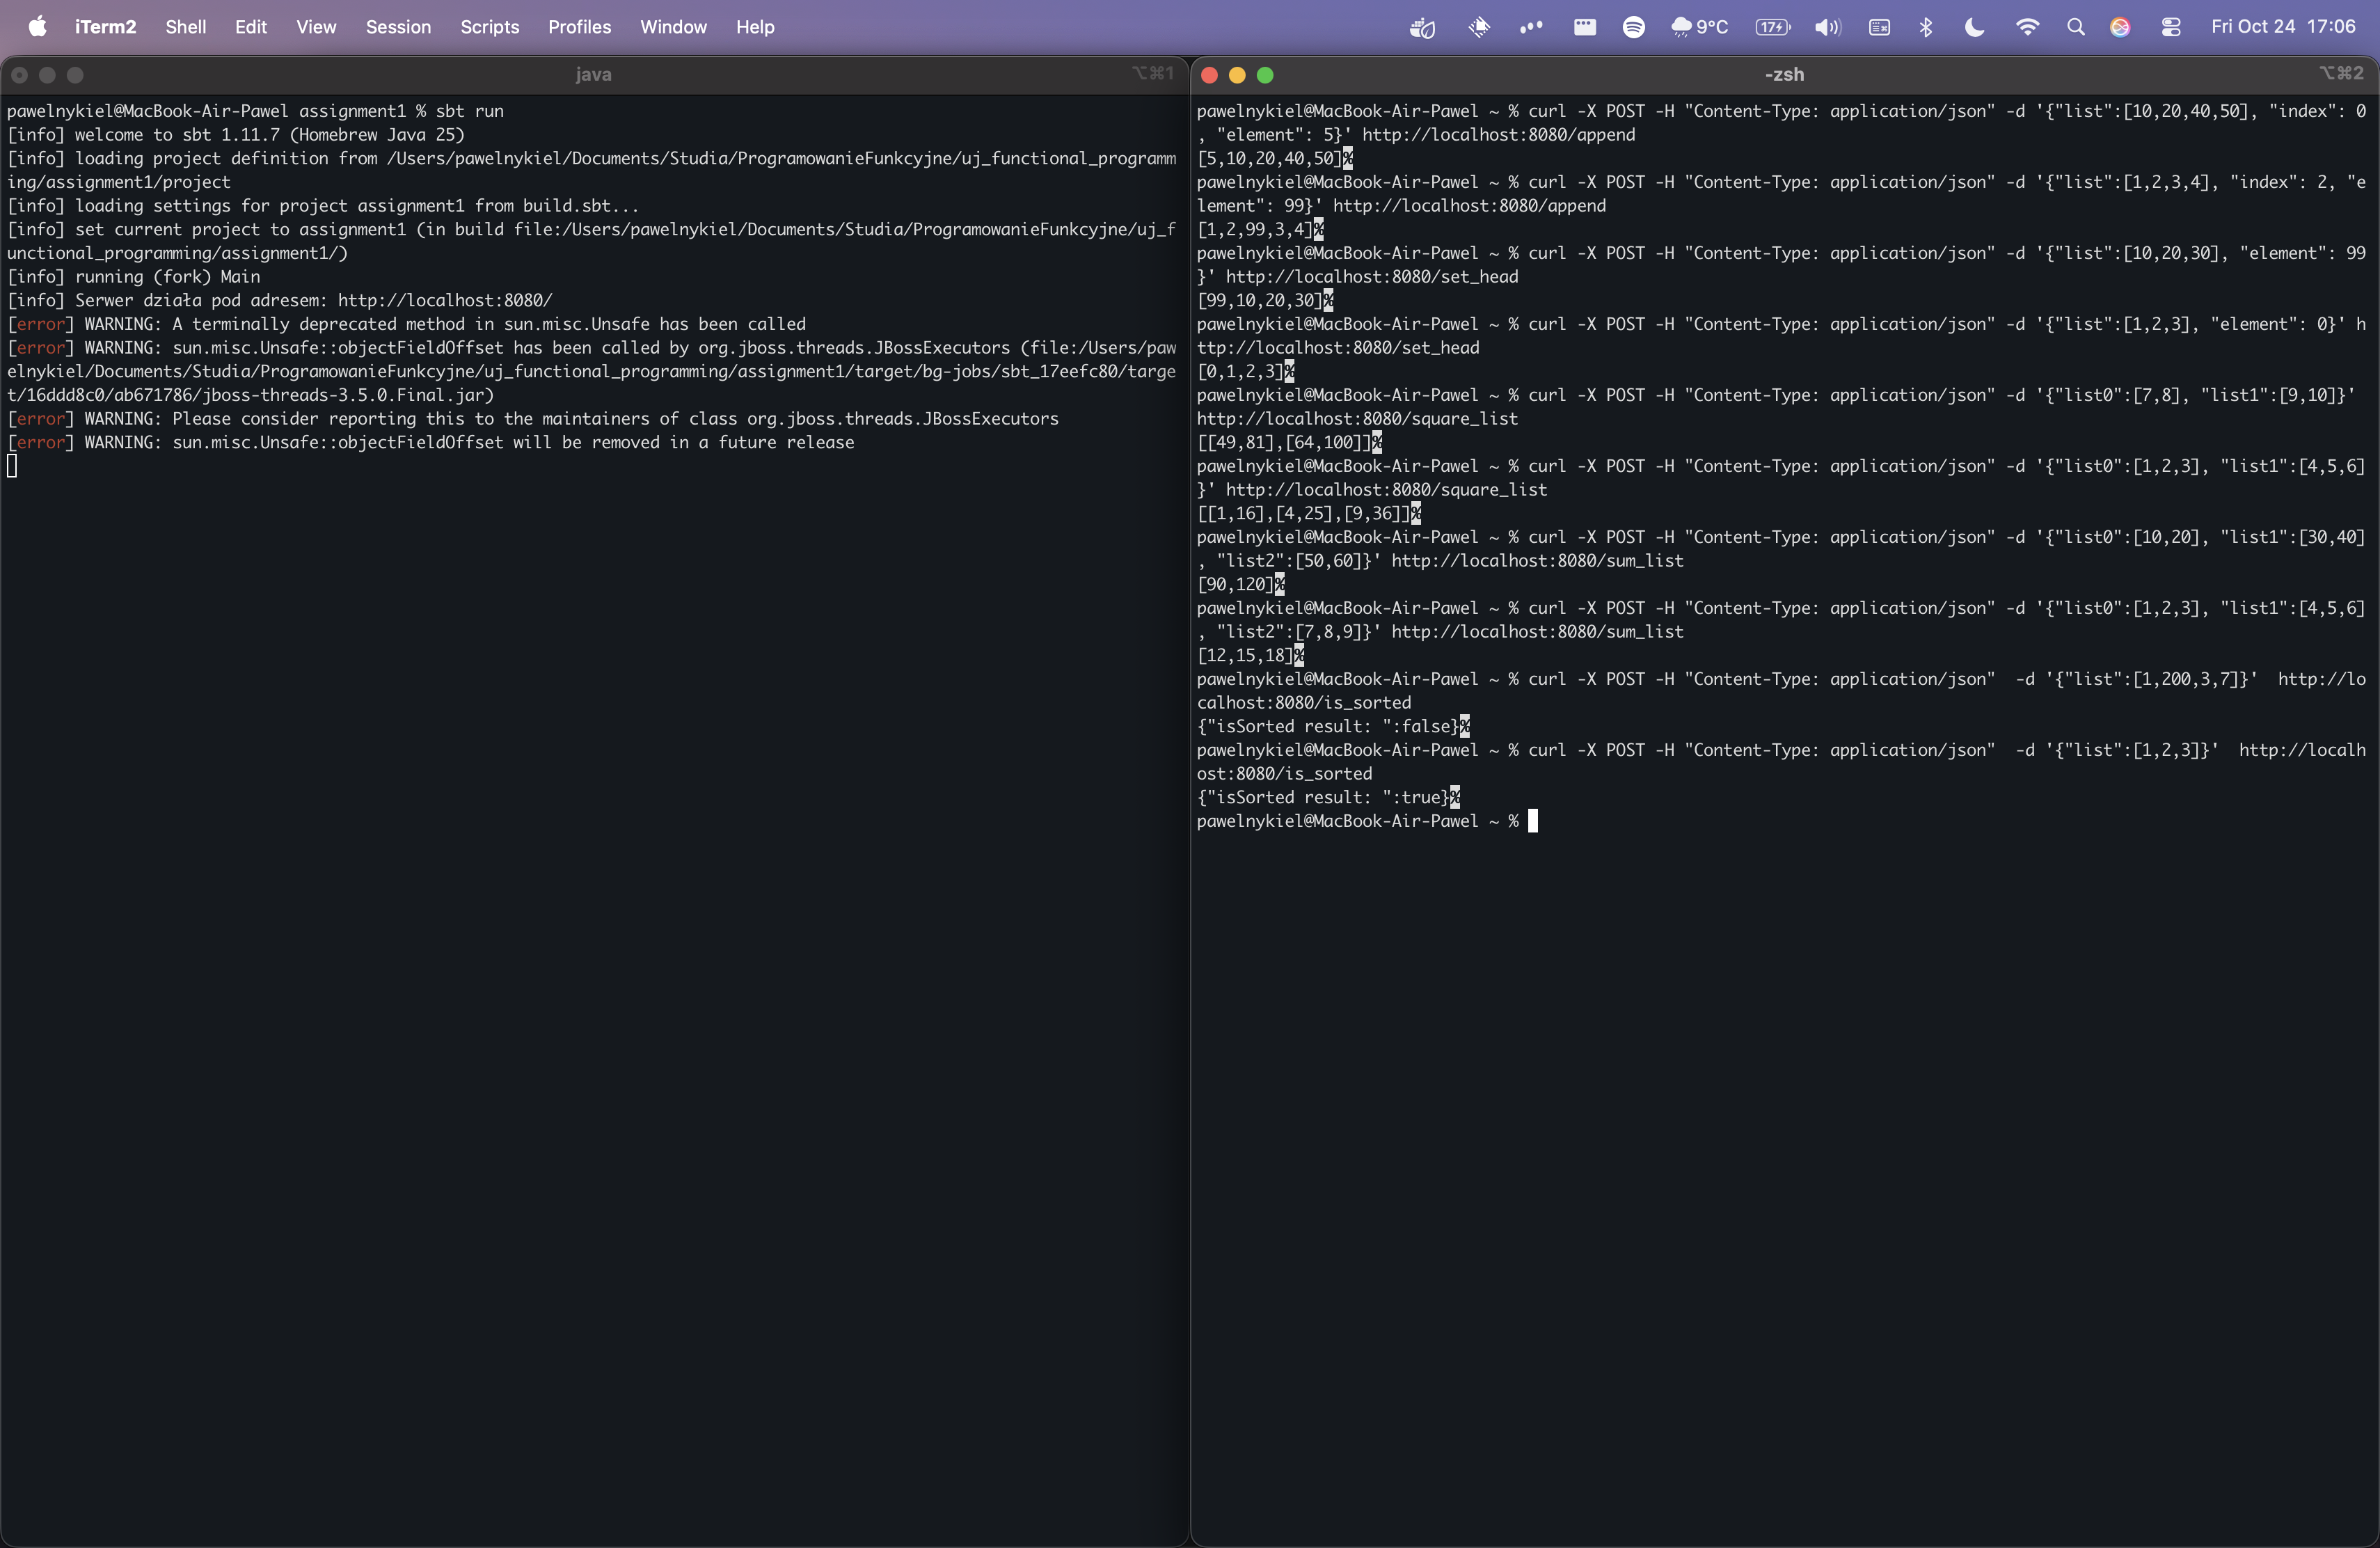 iTerm2 Shell Edit View Session Scripts Profiles Window Help 9°C 17 Fri Oct 24 17:06
java ⌥⌘1
pawelnykiel@MacBook-Air-Pawel assignment1 % sbt run
[info] welcome to sbt 1.11.7 (Homebrew Java 25)
[info] loading project definition from /Users/pawelnykiel/Documents/Studia/ProgramowanieFunkcyjne/uj_functional_programm
ing/assignment1/project
[info] loading settings for project assignment1 from build.sbt...
[info] set current project to assignment1 (in build file:/Users/pawelnykiel/Documents/Studia/ProgramowanieFunkcyjne/uj_f
unctional_programming/assignment1/)
[info] running (fork) Main
[info] Serwer działa pod adresem: http://localhost:8080/
[error] WARNING: A terminally deprecated method in sun.misc.Unsafe has been called
[error] WARNING: sun.misc.Unsafe::objectFieldOffset has been called by org.jboss.threads.JBossExecutors (file:/Users/paw
elnykiel/Documents/Studia/ProgramowanieFunkcyjne/uj_functional_programming/assignment1/target/bg-jobs/sbt_17eefc80/targe
t/16ddd8c0/ab671786/jboss-threads-3.5.0.Final.jar)
[error] WARNING: Please consider reporting this to the maintainers of class org.jboss.threads.JBossExecutors
[error] WARNING: sun.misc.Unsafe::objectFieldOffset will be removed in a future release
-zsh ⌥⌘2
pawelnykiel@MacBook-Air-Pawel ~ % curl -X POST -H "Content-Type: application/json" -d '{"list":[10,20,40,50], "index": 0
, "element": 5}' http://localhost:8080/append
[5,10,20,40,50]%
pawelnykiel@MacBook-Air-Pawel ~ % curl -X POST -H "Content-Type: application/json" -d '{"list":[1,2,3,4], "index": 2, "e
lement": 99}' http://localhost:8080/append
[1,2,99,3,4]%
pawelnykiel@MacBook-Air-Pawel ~ % curl -X POST -H "Content-Type: application/json" -d '{"list":[10,20,30], "element": 99
}' http://localhost:8080/set_head
[99,10,20,30]%
pawelnykiel@MacBook-Air-Pawel ~ % curl -X POST -H "Content-Type: application/json" -d '{"list":[1,2,3], "element": 0}' h
ttp://localhost:8080/set_head
[0,1,2,3]%
pawelnykiel@MacBook-Air-Pawel ~ % curl -X POST -H "Content-Type: application/json" -d '{"list0":[7,8], "list1":[9,10]}'
http://localhost:8080/square_list
[[49,81],[64,100]]%
pawelnykiel@MacBook-Air-Pawel ~ % curl -X POST -H "Content-Type: application/json" -d '{"list0":[1,2,3], "list1":[4,5,6]
}' http://localhost:8080/square_list
[[1,16],[4,25],[9,36]]%
pawelnykiel@MacBook-Air-Pawel ~ % curl -X POST -H "Content-Type: application/json" -d '{"list0":[10,20], "list1":[30,40]
, "list2":[50,60]}' http://localhost:8080/sum_list
[90,120]%
pawelnykiel@MacBook-Air-Pawel ~ % curl -X POST -H "Content-Type: application/json" -d '{"list0":[1,2,3], "list1":[4,5,6]
, "list2":[7,8,9]}' http://localhost:8080/sum_list
[12,15,18]%
pawelnykiel@MacBook-Air-Pawel ~ % curl -X POST -H "Content-Type: application/json"  -d '{"list":[1,200,3,7]}'  http://lo
calhost:8080/is_sorted
{"isSorted result: ":false}%
pawelnykiel@MacBook-Air-Pawel ~ % curl -X POST -H "Content-Type: application/json"  -d '{"list":[1,2,3]}'  http://localh
ost:8080/is_sorted
{"isSorted result: ":true}%
pawelnykiel@MacBook-Air-Pawel ~ %